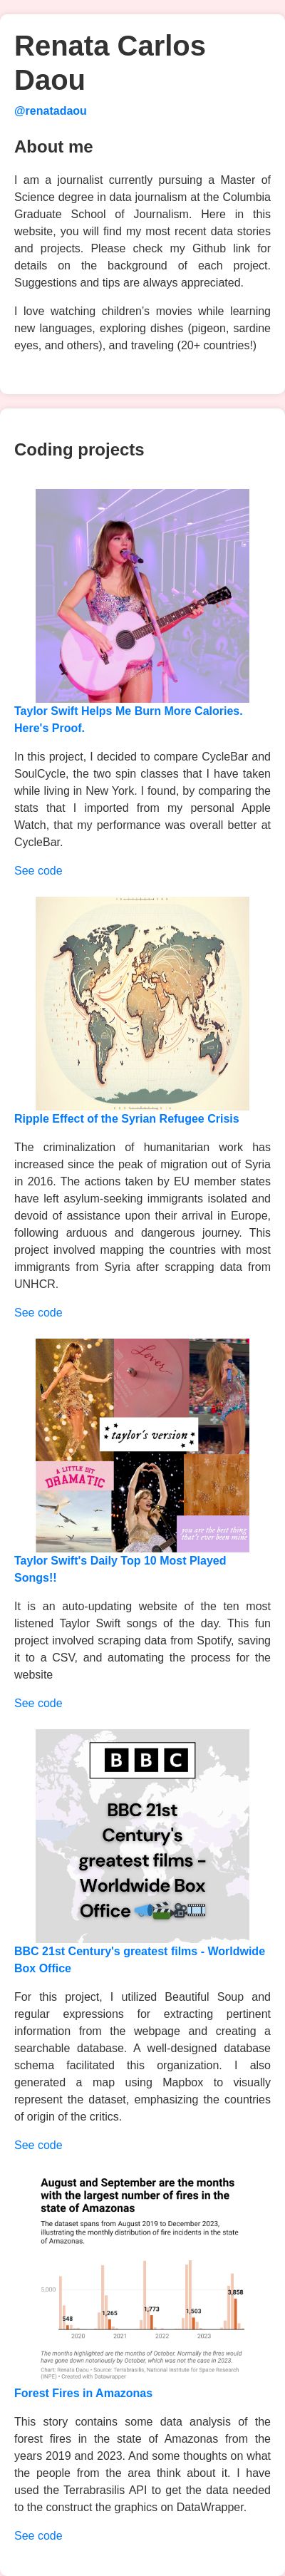 Renata Carlos
Daou
@renatadaou
About me
I am a journalist currently pursuing a Master of
Science degree in data journalism at the Columbia
Graduate School of Journalism. Here in this
website, you will find my most recent data stories
and projects. Please check my Github link for
details on the background of each project.
Suggestions and tips are always appreciated.
I love watching children's movies while learning
new languages, exploring dishes (pigeon, sardine
eyes, and others), and traveling (20+ countries!)
Coding projects
Taylor Swift Helps Me Burn More Calories.
Here's Proof.
In this project, I decided to compare CycleBar and
SoulCycle, the two spin classes that I have taken
while living in New York. I found, by comparing the
stats that I imported from my personal Apple
Watch, that my performance was overall better at
CycleBar.
See code
Ripple Effect of the Syrian Refugee Crisis
The criminalization of humanitarian work has
increased since the peak of migration out of Syria
in 2016. The actions taken by EU member states
have left asylum-seeking immigrants isolated and
devoid of assistance upon their arrival in Europe,
following arduous and dangerous journey. This
project involved mapping the countries with most
immigrants from Syria after scrapping data from
UNHCR.
See code
Lover
taylor's version
A LITTLE BIT
DRAMATIC
you are the best thing
that's ever been mine
Taylor Swift's Daily Top 10 Most Played
Songs!!
It is an auto-updating website of the ten most
listened Taylor Swift songs of the day. This fun
project involved scraping data from Spotify, saving
it to a CSV, and automating the process for the
website
See code
BBC
BBC 21st
Century's
greatest films -
Worldwide Box
Office
BBC 21st Century's greatest films - Worldwide
Box Office
For this project, I utilized Beautiful Soup and
regular expressions for extracting pertinent
information from the webpage and creating a
searchable database. A well-designed database
schema facilitated this organization. I also
generated a map using Mapbox to visually
represent the dataset, emphasizing the countries
of origin of the critics.
See code
August and September are the months
with the largest number of fires in the
state of Amazonas
The dataset spans from August 2019 to December 2023,
illustrating the monthly distribution of fire incidents in the state
of Amazonas.
5,000
548
1,265
1,773
1,503
3,858
2020 2021 2022 2023
The months highlighted are the months of October. Normally the fires would
have gone down notoriously by October, which was not the case in 2023.
Chart: Renata Daou • Source: Terrabrasilis, National Institute for Space Research
(INPE) • Created with Datawrapper
Forest Fires in Amazonas
This story contains some data analysis of the
forest fires in the state of Amazonas from the
years 2019 and 2023. And some thoughts on what
the people from the area think about it. I have
used the Terrabrasilis API to get the data needed
to the construct the graphics on DataWrapper.
See code